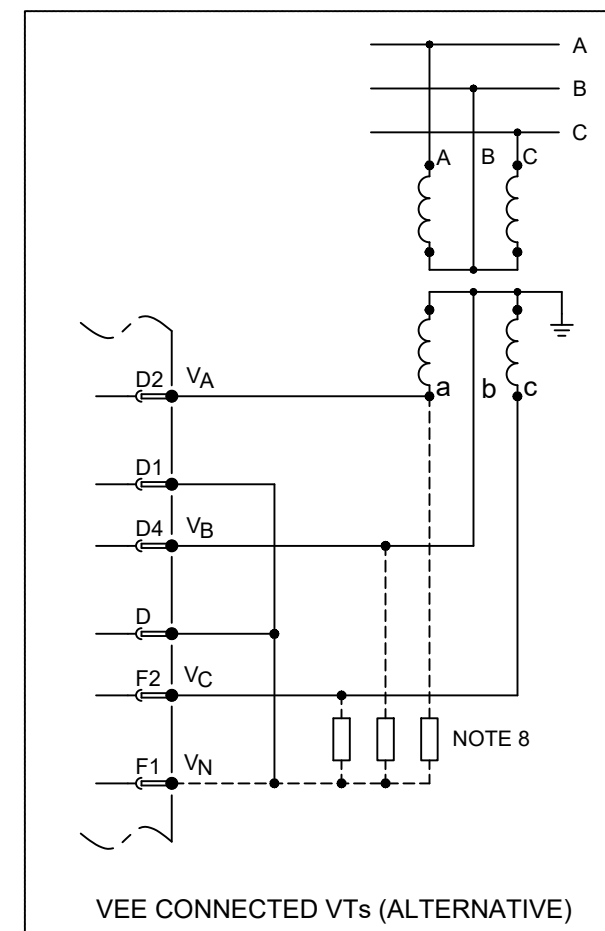 A
B
C
A B C
a b c
D2 VA
D1
D4 VB
D
F2 VC
NOTE 8
F1 VN
VEE CONNECTED VTs (ALTERNATIVE)